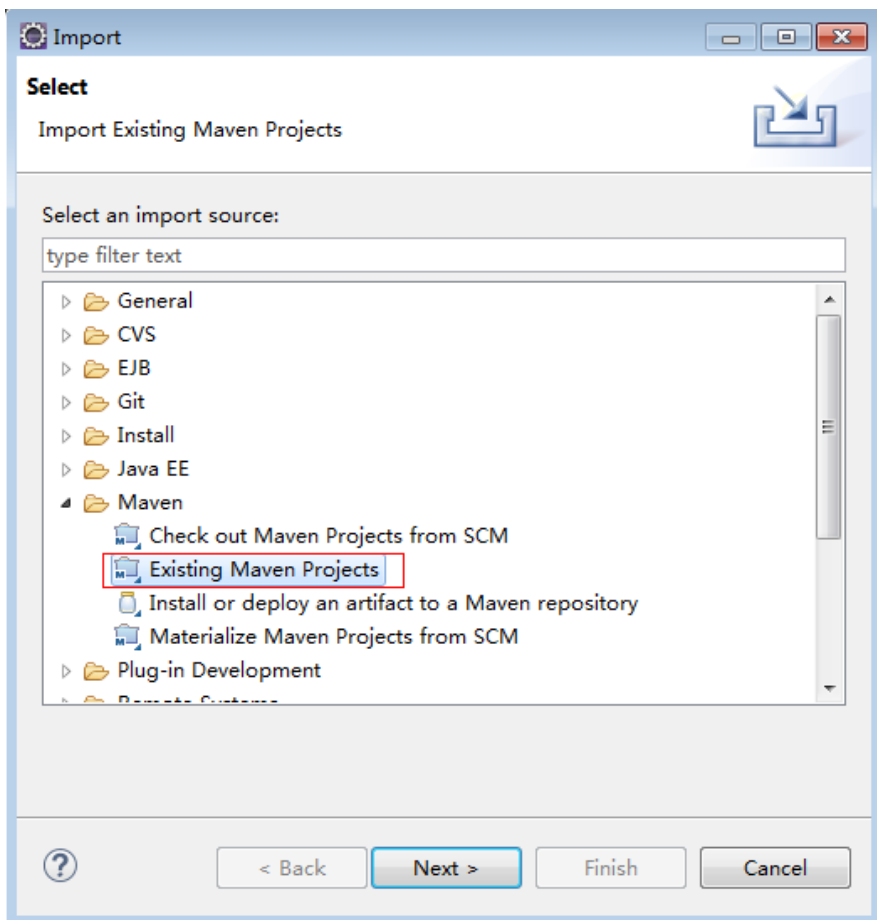 Import
Select
Import Existing Maven Projects
Select an import source:
type filter text
General
CVS
EJB
Git
Install
Java EE
Maven
Check out Maven Projects from SCM
Existing Maven Projects
Install or deploy an artifact to a Maven repository
Materialize Maven Projects from SCM
Plug-in Development
< Back Next > Finish Cancel